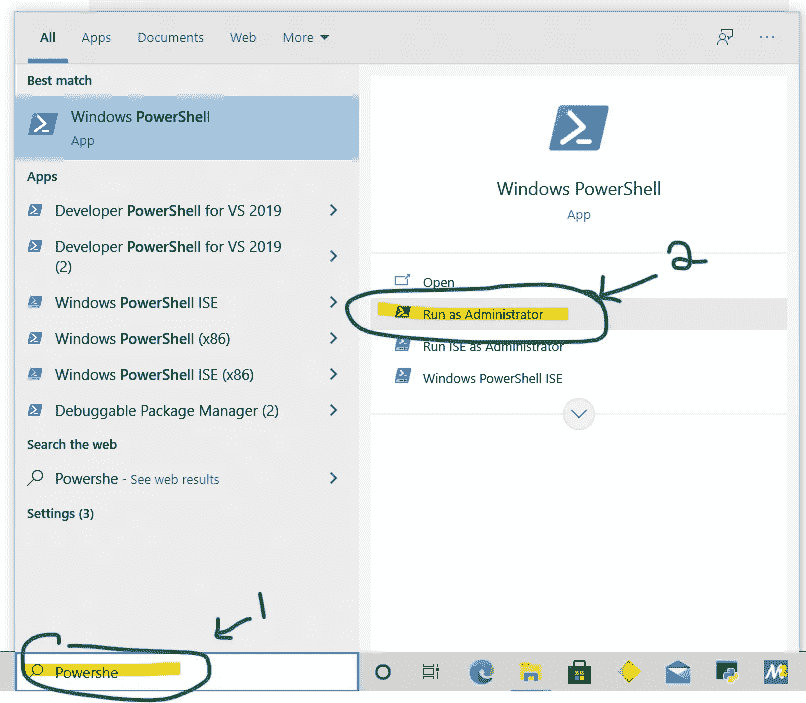 All Apps Documents Web More
Best match
Windows PowerShell
App
Apps
Developer PowerShell for VS 2019
Developer PowerShell for VS 2019
(2)
Windows PowerShell ISE
Windows PowerShell (x86)
Windows PowerShell ISE (x86)
Debuggable Package Manager (2)
Search the web
Powershe - See web results
Settings (3)
Windows PowerShell
App
Open
2
Run as Administrator
Run ISE as Administrator
Windows PowerShell ISE
1
Powershe